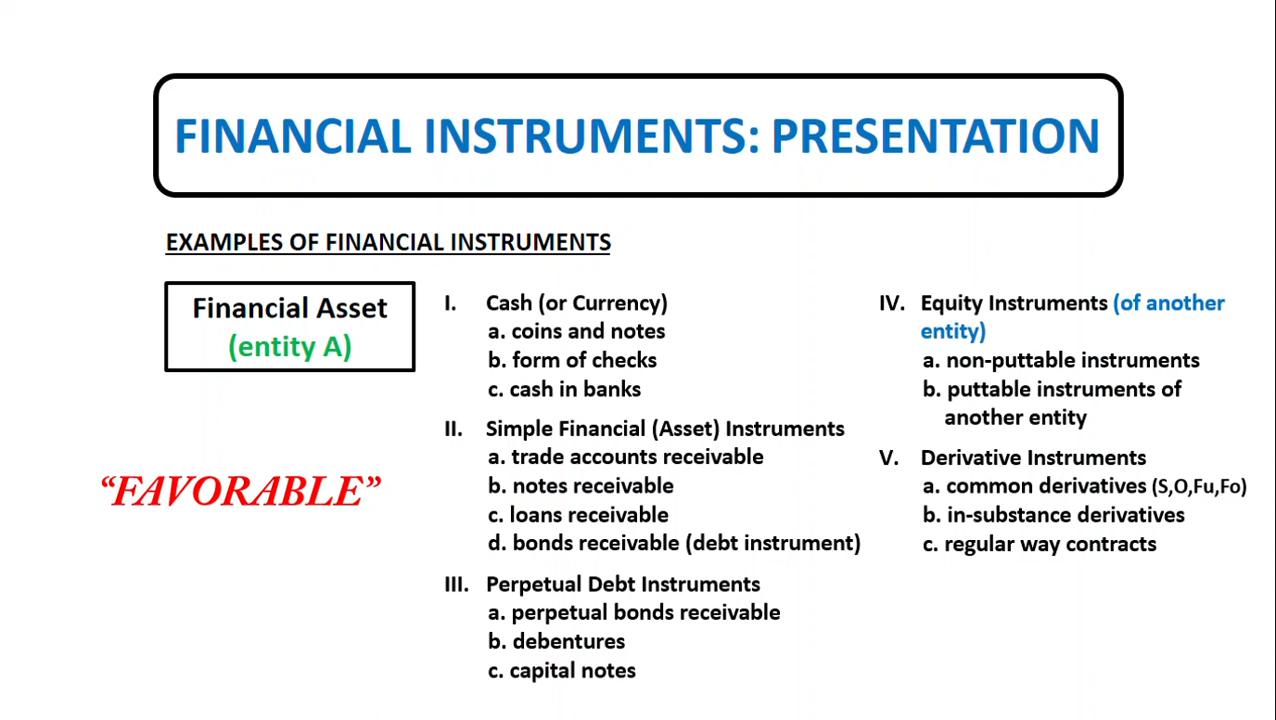 FINANCIAL INSTRUMENTS: PRESENTATION
EXAMPLES OF FINANCIAL INSTRUMENTS
Financial Asset
(entity A)
“FAVORABLE”
I. Cash (or Currency)
a. coins and notes
b. form of checks
c. cash in banks
II. Simple Financial (Asset) Instruments
a. trade accounts receivable
b. notes receivable
c. loans receivable
d. bonds receivable (debt instrument)
III. Perpetual Debt Instruments
a. perpetual bonds receivable
b. debentures
c. capital notes
IV. Equity Instruments (of another
entity)
a. non-puttable instruments
b. puttable instruments of
another entity
V. Derivative Instruments
a. common derivatives (S,O,Fu,Fo)
b. in-substance derivatives
c. regular way contracts